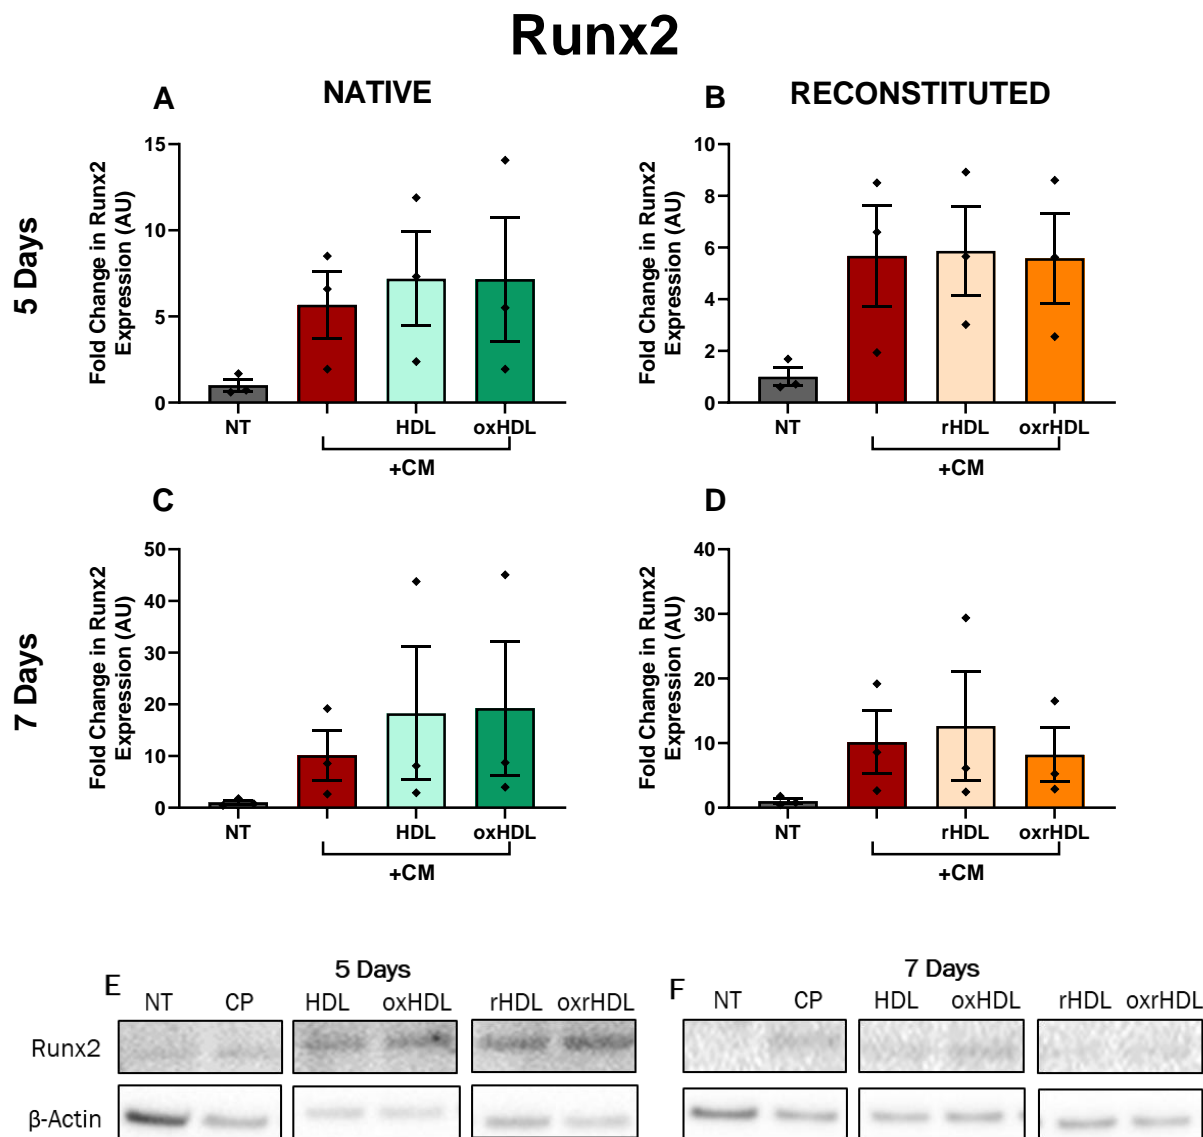 Runx2
A NATIVE
B RECONSTITUTED
5 Days
Fold Change in Runx2
Expression (AU)
15
10
5
0
NT HDL oxHDL
+CM
Fold Change in Runx2
Expression (AU)
10
8
6
4
2
0
NT rHDL oxrHDL
+CM
7 Days
C
Fold Change in Runx2
Expression (AU)
50
40
30
20
10
0
NT HDL oxHDL
+CM
D
Fold Change in Runx2
Expression (AU)
40
30
20
10
0
NT rHDL oxrHDL
+CM
E 5 Days
NT CP HDL oxHDL rHDL oxrHDL
F 7 Days
NT CP HDL oxHDL rHDL oxrHDL
Runx2
β-Actin